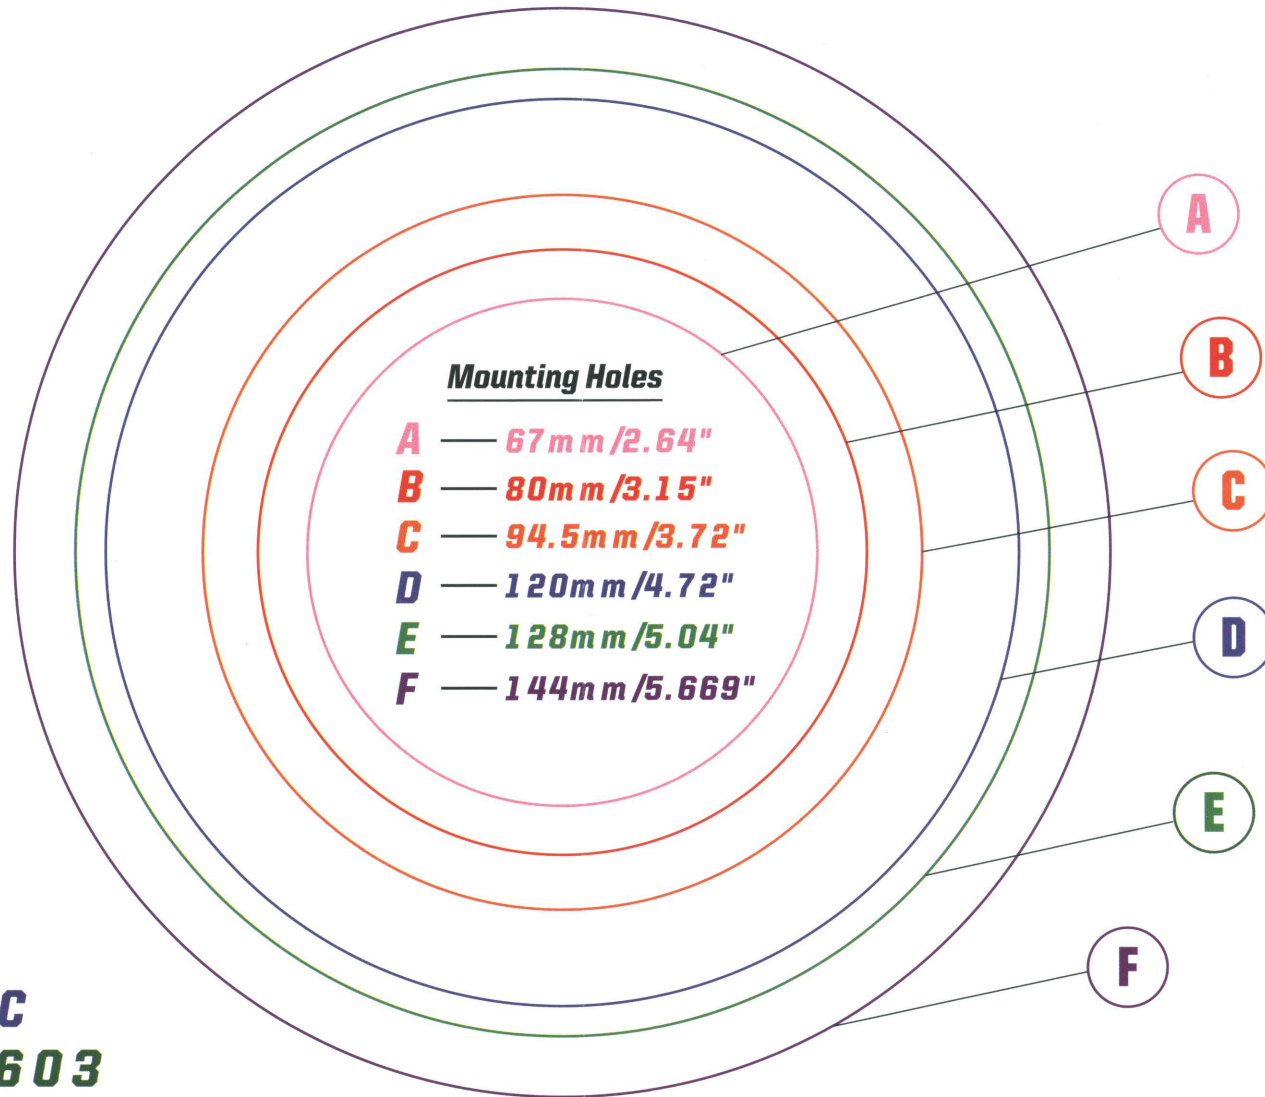 A
B
C
D
E
F
Mounting Holes
A — 67mm/2.64"
B — 80mm/3.15"
C — 94.5mm/3.72"
D — 120mm/4.72"
E — 128mm/5.04"
F — 144mm/5.669"
C
603